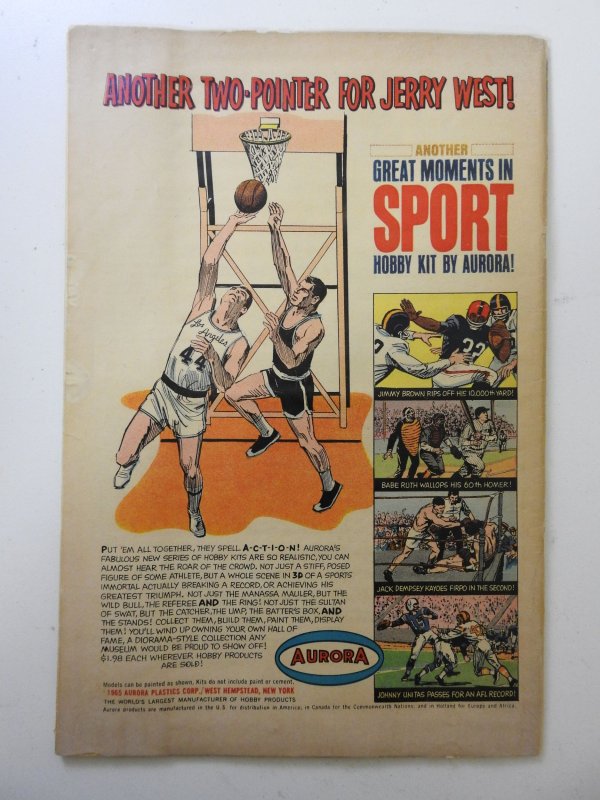 ANOTHER TWO-POINTER FOR JERRY WEST!
ANOTHER
GREAT MOMENTS IN
SPORT
HOBBY KIT BY AURORA!
Los Angeles
44
32
JIMMY BROWN RIPS OFF HIS 10,000th YARD!
BABE RUTH WALLOPS HIS 60th HOMER!
JACK DEMPSEY KAYOES FIRPO IN THE SECOND!
JOHNNY UNITAS PASSES FOR AN AFL RECORD!
PUT 'EM ALL TOGETHER, THEY SPELL A-C-T-I-O-N! AURORA'S
FABULOUS NEW SERIES OF HOBBY KITS ARE SO REALISTIC, YOU CAN
ALMOST HEAR THE ROAR OF THE CROWD. NOT JUST A STIFF, POSED
FIGURE OF SOME ATHLETE, BUT A WHOLE SCENE IN 3D OF A SPORTS
IMMORTAL ACTUALLY BREAKING A RECORD, OR ACHIEVING HIS
GREATEST TRIUMPH. NOT JUST THE MANASSA MAULER, BUT THE
WILD BULL, THE REFEREE AND THE RING! NOT JUST THE SULTAN
OF SWAT, BUT THE CATCHER, THE UMP, THE BATTER'S BOX, AND
THE STANDS! COLLECT THEM, BUILD THEM, PAINT THEM, DISPLAY
THEM! YOU'LL WIND UP OWNING YOUR OWN HALL OF
FAME, A DIORAMA-STYLE COLLECTION ANY
MUSEUM WOULD BE PROUD TO SHOW OFF!
$1.98 EACH WHEREVER HOBBY PRODUCTS
ARE SOLD!
AURORA
Models can be painted as shown. Kits do not include paint or cement.
© 1965 AURORA PLASTICS CORP., WEST HEMPSTEAD, NEW YORK
THE WORLD'S LARGEST MANUFACTURER OF HOBBY PRODUCTS
Aurora products are manufactured in the U.S. for distribution in America, in Canada for the Commonwealth Nations, and in Holland for Europe and Africa.